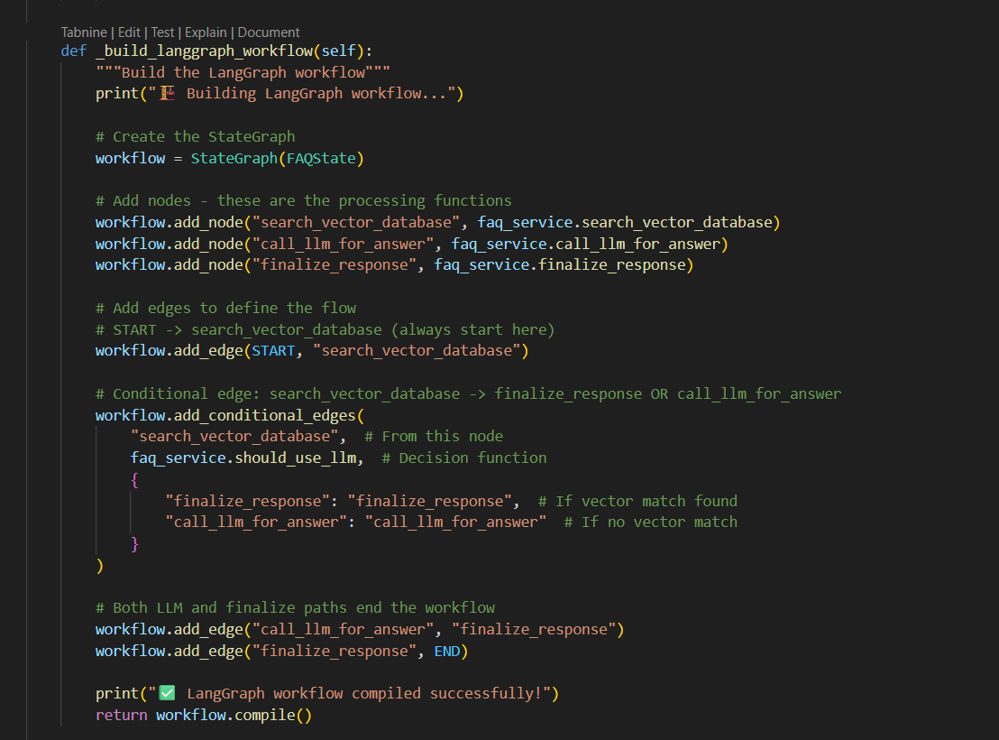 Tabnine | Edit | Test | Explain | Document
def _build_langgraph_workflow(self):
"""Build the LangGraph workflow"""
print("🏗️ Building LangGraph workflow...")
# Create the StateGraph
workflow = StateGraph(FAQState)
# Add nodes - these are the processing functions
workflow.add_node("search_vector_database", faq_service.search_vector_database)
workflow.add_node("call_llm_for_answer", faq_service.call_llm_for_answer)
workflow.add_node("finalize_response", faq_service.finalize_response)
# Add edges to define the flow
# START -> search_vector_database (always start here)
workflow.add_edge(START, "search_vector_database")
# Conditional edge: search_vector_database -> finalize_response OR call_llm_for_answer
workflow.add_conditional_edges(
"search_vector_database",  # From this node
faq_service.should_use_llm,  # Decision function
{
"finalize_response": "finalize_response",  # If vector match found
"call_llm_for_answer": "call_llm_for_answer"  # If no vector match
}
)
# Both LLM and finalize paths end the workflow
workflow.add_edge("call_llm_for_answer", "finalize_response")
workflow.add_edge("finalize_response", END)
print("✅ LangGraph workflow compiled successfully!")
return workflow.compile()